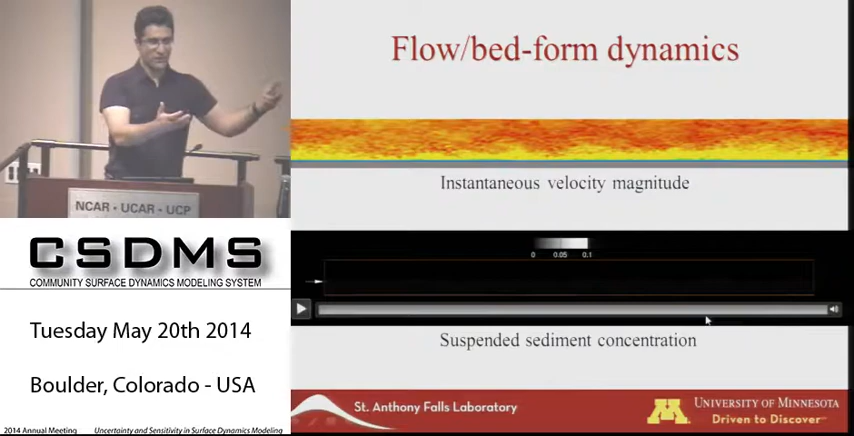 Flow/bed-form dynamics
Instantaneous velocity magnitude
0 0.05 0.1
Suspended sediment concentration
St. Anthony Falls Laboratory
M
UNIVERSITY OF MINNESOTA
Driven to Discover℠
NCAR · UCAR - UCP
CSDMS
COMMUNITY SURFACE DYNAMICS MODELING SYSTEM
Tuesday May 20th 2014
Boulder, Colorado - USA
2014 Annual Meeting Uncertainty and Sensitivity in Surface Dynamics Modeling